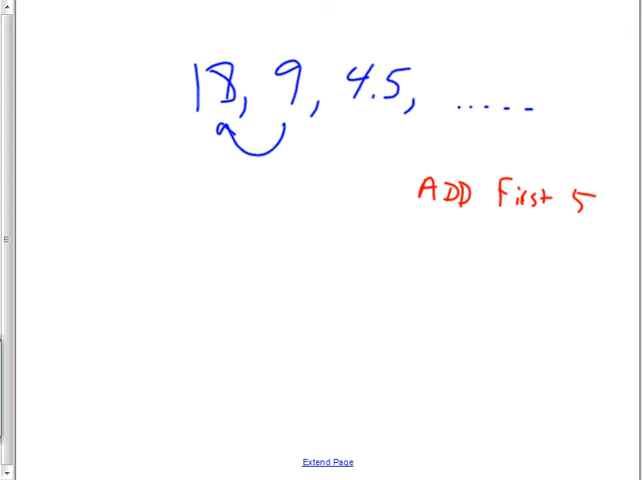 18, 9, 4.5, .....
ADD First 5
Extend Page